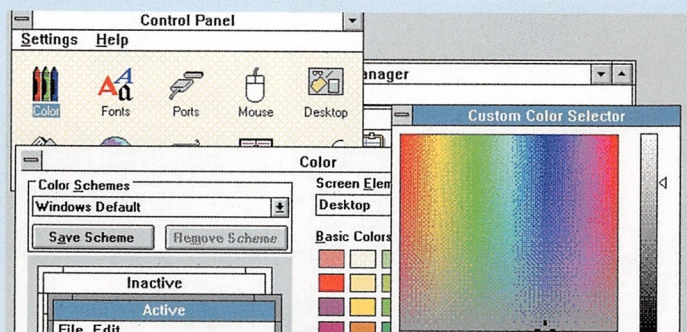 Control Panel
Settings Help
Color Fonts Ports Mouse Desktop
anager
Custom Color Selector
Color
Color Schemes
Windows Default
Save Scheme Remove Scheme
Screen Elem
Desktop
Basic Colors
Inactive
Active
File Edit